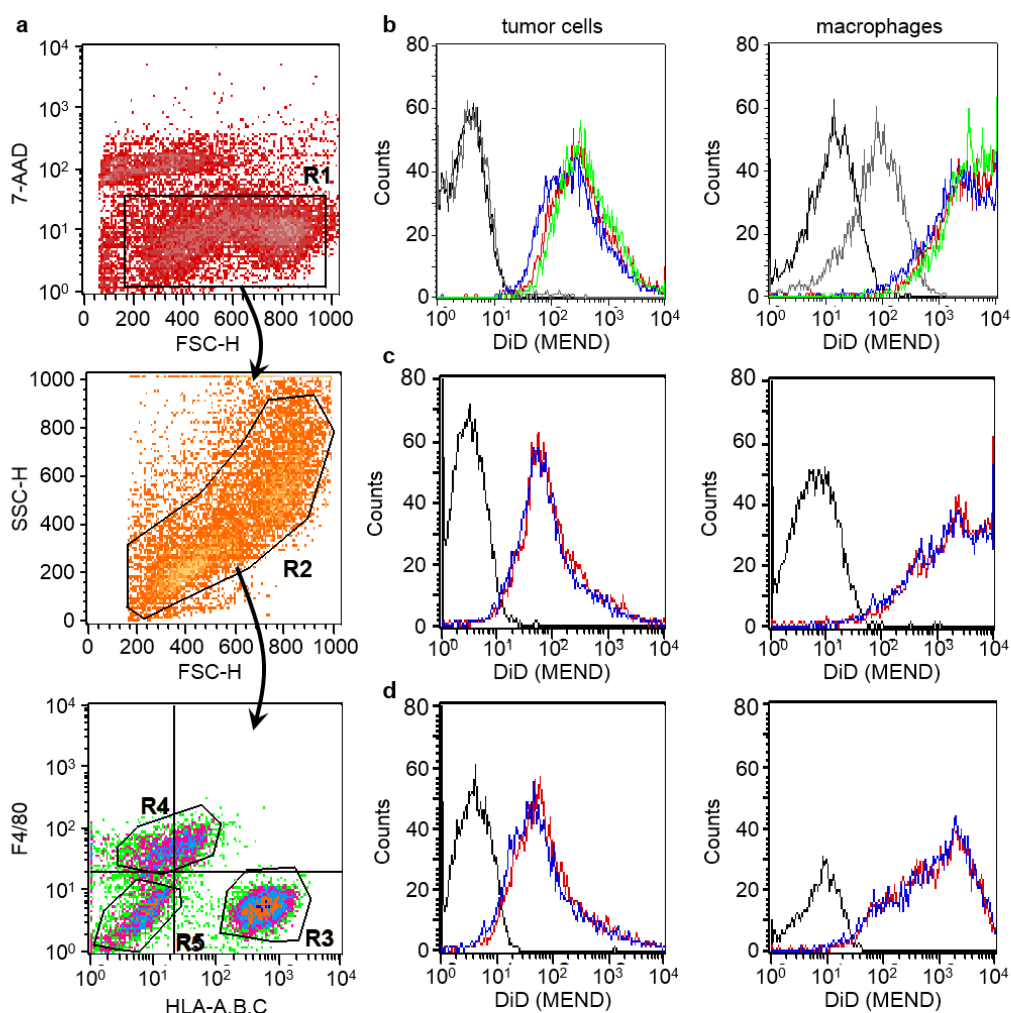 a
10⁴
10³
10²
10¹
10⁰
7-AAD
R1
0 200 400 600 800 1000
FSC-H
1000
800
600
400
200
0
SSC-H
R2
0 200 400 600 800 1000
FSC-H
10⁴
10³
10²
10¹
10⁰
F4/80
R4
R5
R3
10⁰ 10¹ 10² 10³ 10⁴
HLA-A,B,C
b
tumor cells
macrophages
80
60
40
20
0
Counts
10⁰ 10¹ 10² 10³ 10⁴
DiD (MEND)
80
60
40
20
0
Counts
10⁰ 10¹ 10² 10³ 10⁴
DiD (MEND)
c
80
60
40
20
0
Counts
10⁰ 10¹ 10² 10³ 10⁴
DiD (MEND)
80
60
40
20
0
Counts
10⁰ 10¹ 10² 10³ 10⁴
DiD (MEND)
d
80
60
40
20
0
Counts
10⁰ 10¹ 10² 10³ 10⁴
DiD (MEND)
80
60
40
20
0
Counts
10⁰ 10¹ 10² 10³ 10⁴
DiD (MEND)